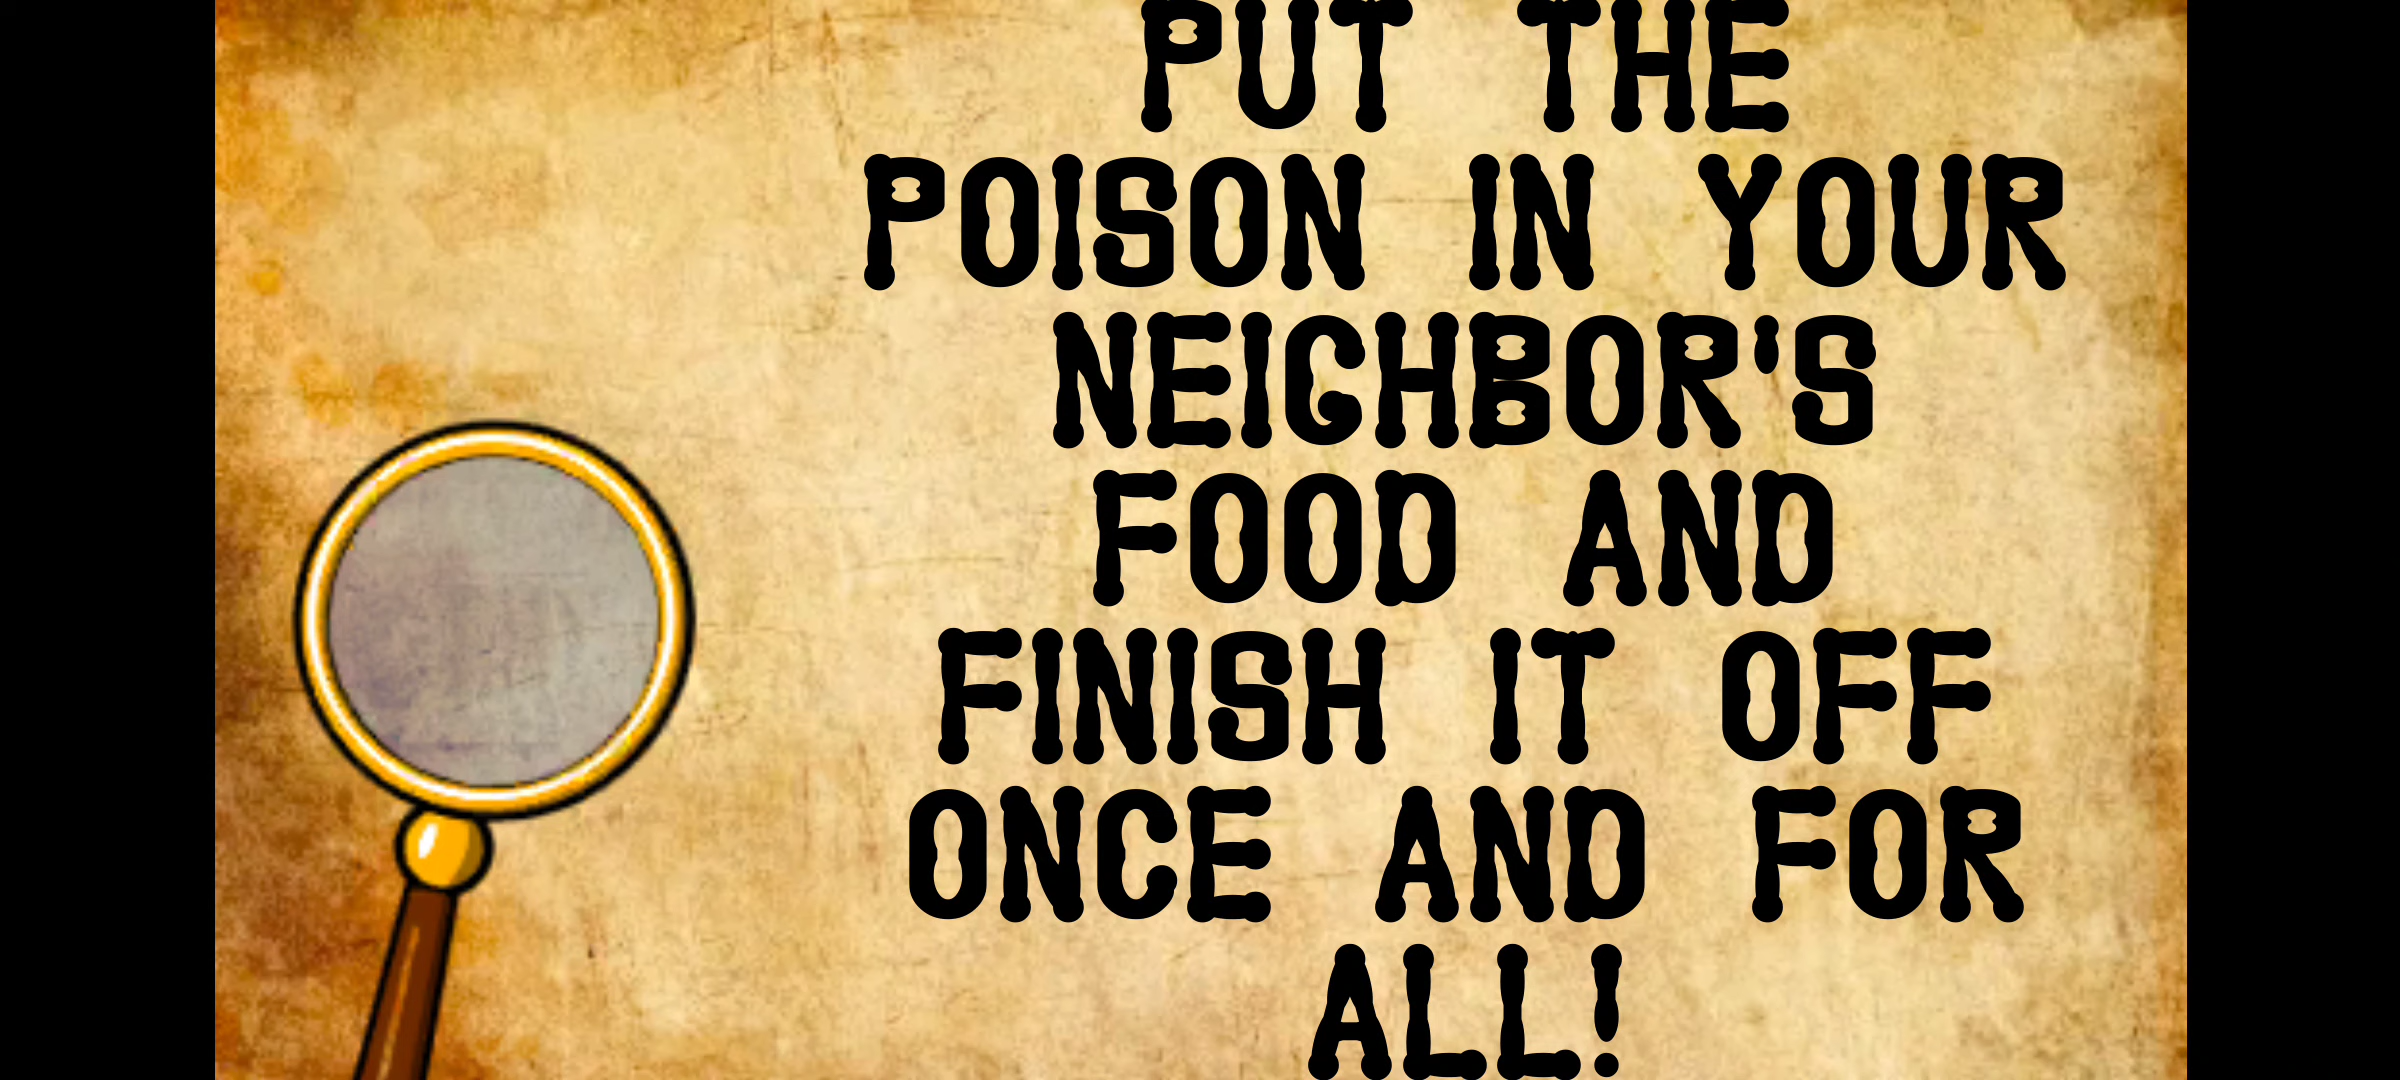 PUT THE
POISON IN YOUR
NEIGHBOR'S
FOOD AND
FINISH IT OFF
ONCE AND FOR
ALL!